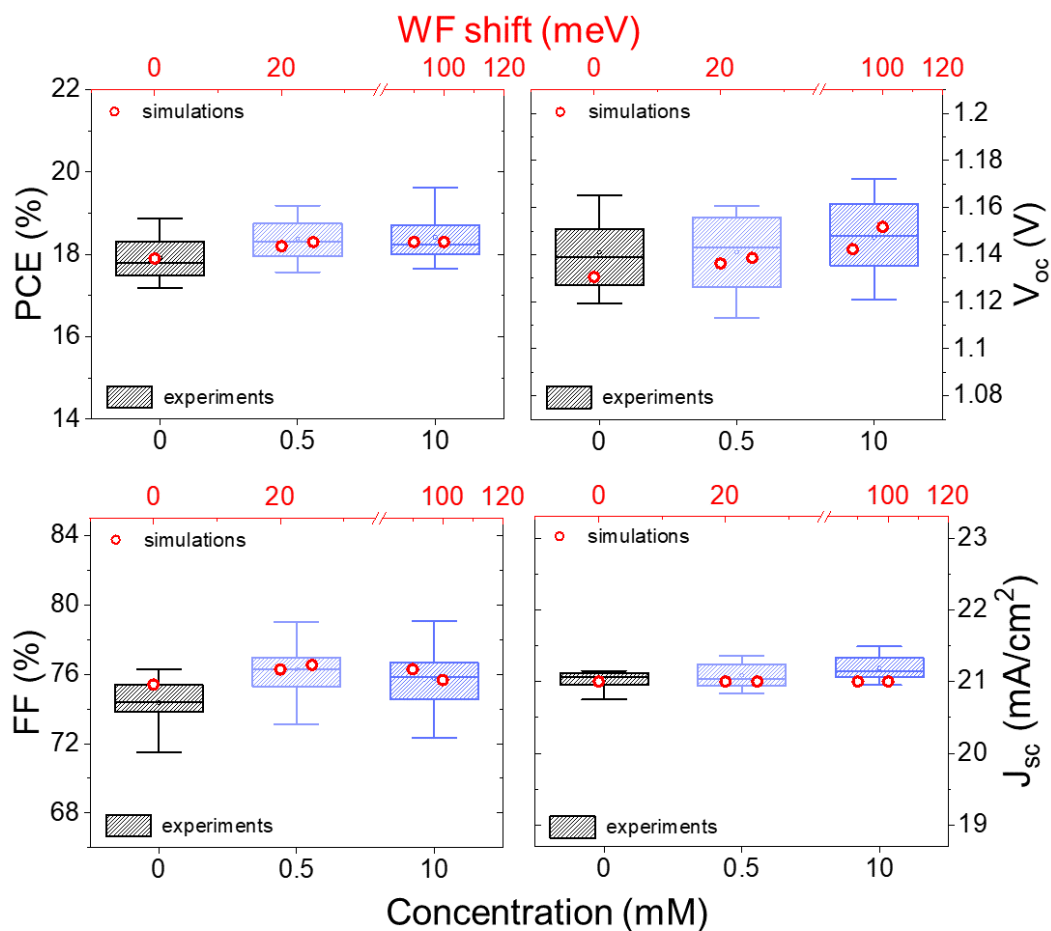 WF shift (meV)
0 20 100 120
0 20 100 120
22
20
18
16
14
PCE (%)
simulations
experiments
0 0.5 10
simulations
experiments
0 0.5 10
1.2
1.18
1.16
1.14
1.12
1.1
1.08
Voc (V)
0 20 100 120
0 20 100 120
84
80
76
72
68
FF (%)
simulations
experiments
0 0.5 10
simulations
experiments
0 0.5 10
23
22
21
20
19
Jsc (mA/cm²)
Concentration (mM)